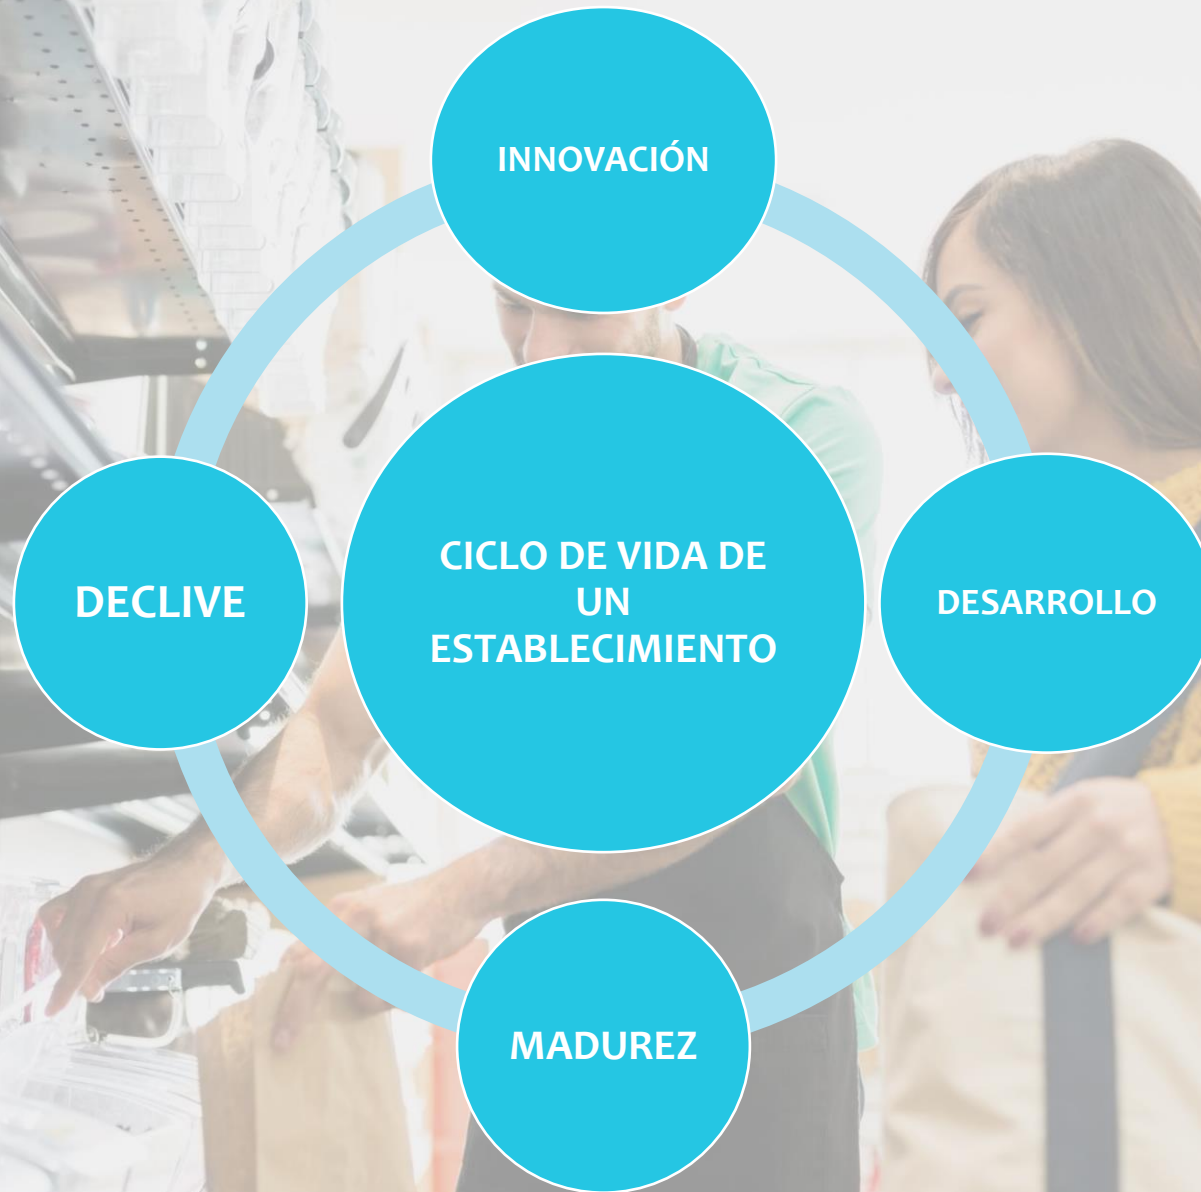 INNOVACIÓN
DESARROLLO
MADUREZ
DECLIVE
CICLO DE VIDA DE
UN
ESTABLECIMIENTO